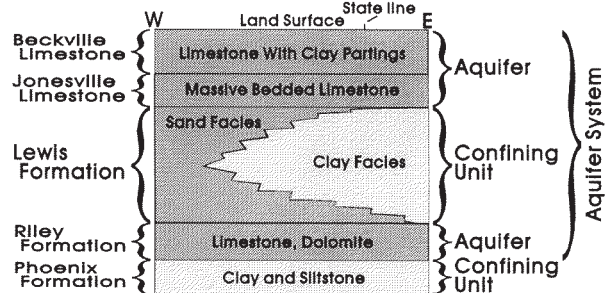 State line
W
Land Surface
E
Beckville
Limestone
Limestone With Clay Partings
Aquifer
Jonesville
Limestone
Massive Bedded Limestone
Sand Facies
Lewis
Formation
Clay Facies
Confining
Unit
Aquifer System
Riley
Formation
Limestone, Dolomite
Aquifer
Phoenix
Formation
Clay and Siltstone
Confining
Unit